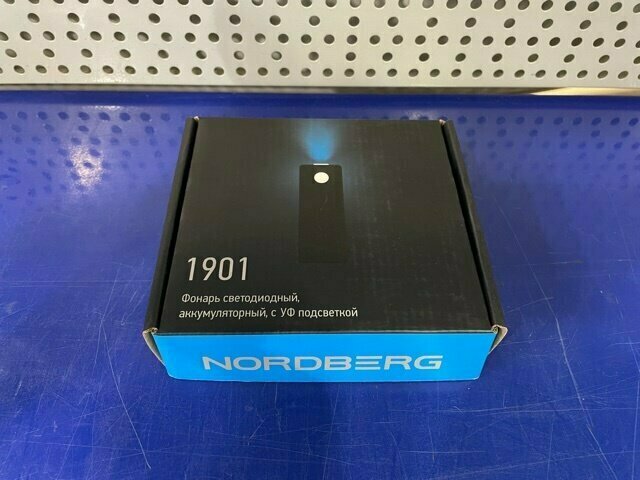 1901
Фонарь светодиодный,
аккумуляторный, с УФ подсветкой
NORDBERG